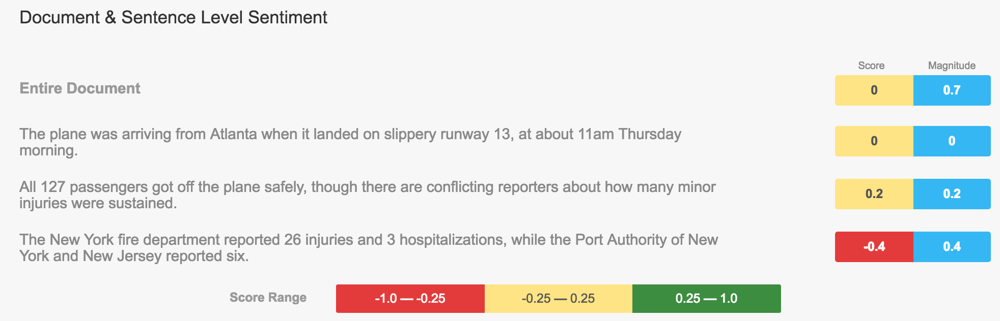 Document & Sentence Level Sentiment
Score Magnitude
Entire Document 0 0.7
The plane was arriving from Atlanta when it landed on slippery runway 13, at about 11am Thursday
morning.
0 0
All 127 passengers got off the plane safely, though there are conflicting reporters about how many minor
injuries were sustained.
0.2 0.2
The New York fire department reported 26 injuries and 3 hospitalizations, while the Port Authority of New
York and New Jersey reported six.
-0.4 0.4
Score Range -1.0 — -0.25 -0.25 — 0.25 0.25 — 1.0